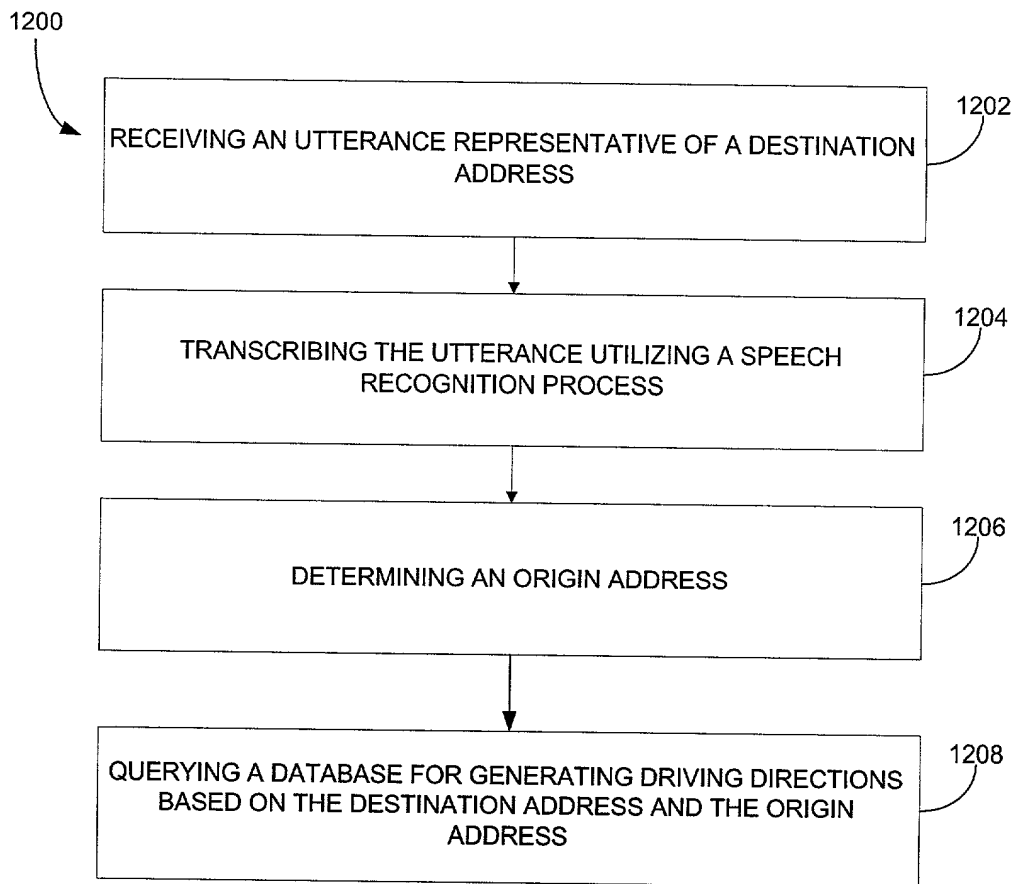 1200
1202
RECEIVING AN UTTERANCE REPRESENTATIVE OF A DESTINATION
ADDRESS
1204
TRANSCRIBING THE UTTERANCE UTILIZING A SPEECH
RECOGNITION PROCESS
1206
DETERMINING AN ORIGIN ADDRESS
1208
QUERYING A DATABASE FOR GENERATING DRIVING DIRECTIONS
BASED ON THE DESTINATION ADDRESS AND THE ORIGIN
ADDRESS